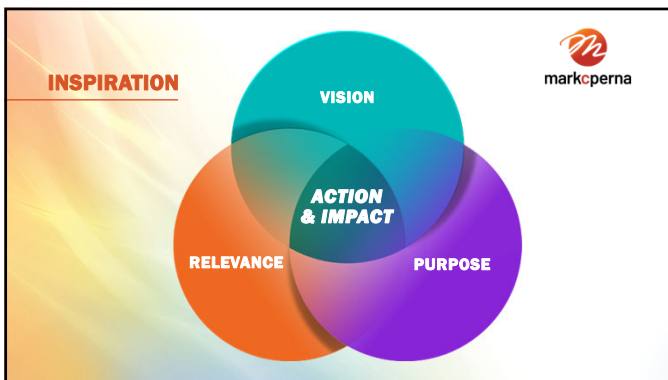 INSPIRATION
markcperna
VISION
ACTION
& IMPACT
RELEVANCE
PURPOSE